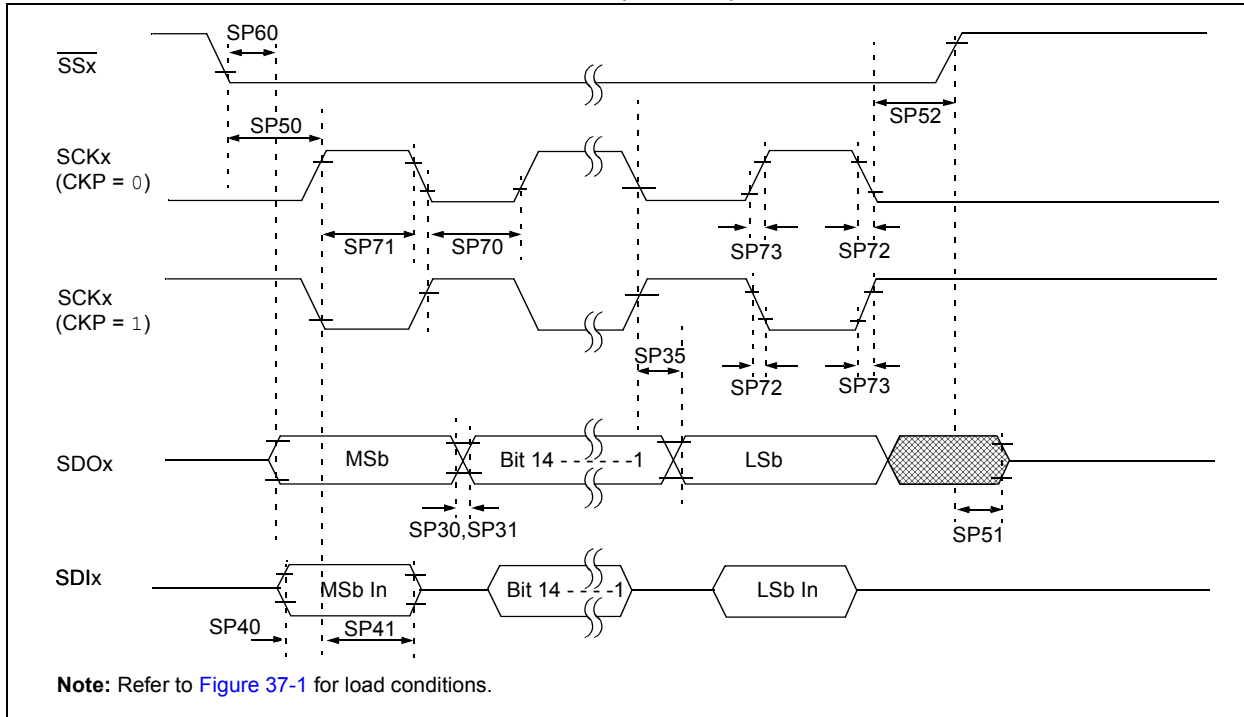 SP60
SSx
SP50
SP52
SCKx
(CKP = 0)
SP71
SP70
SP73
SP72
SCKx
(CKP = 1)
SP35
SP72
SP73
SDOx
MSb
Bit 14 - - - - - -1
LSb
SP30,SP31
SP51
SDIx
MSb In
Bit 14 - - - -1
LSb In
SP40
SP41
Note: Refer to Figure 37-1 for load conditions.